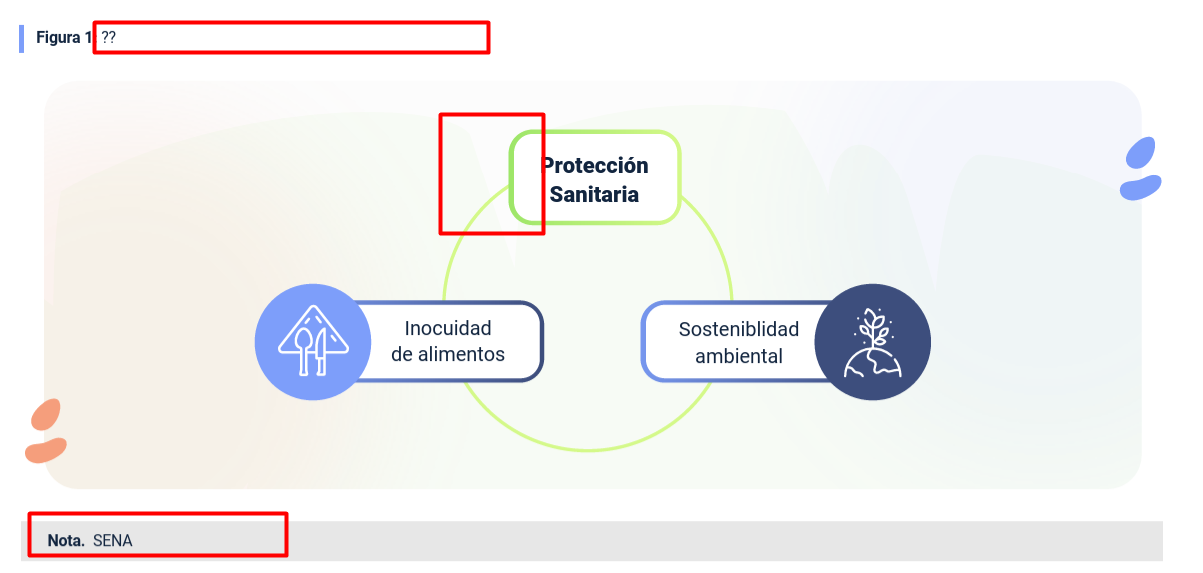 Figura 1. ??
Protección
Sanitaria
Inocuidad
de alimentos
Sosteniblidad
ambiental
Nota. SENA